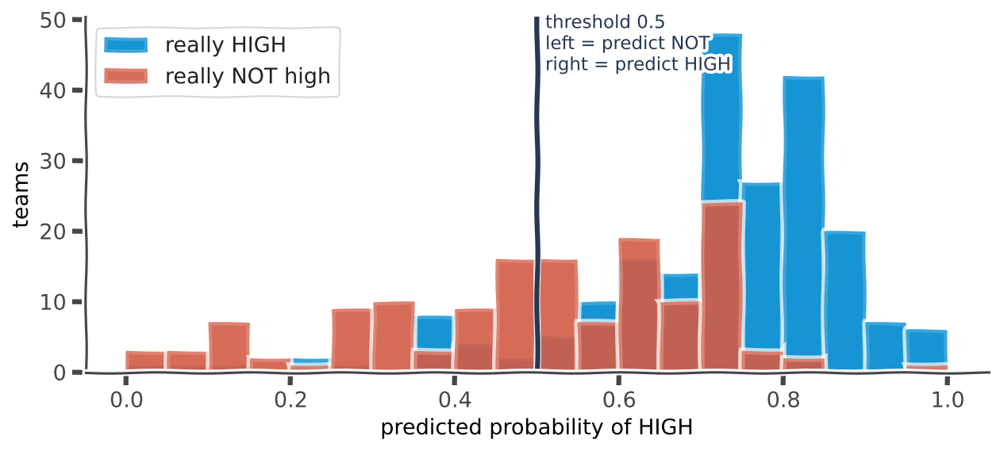 50
40
30
20
10
0
teams
really HIGH
really NOT high
threshold 0.5
left = predict NOT
right = predict HIGH
0.0 0.2 0.4 0.6 0.8 1.0
predicted probability of HIGH